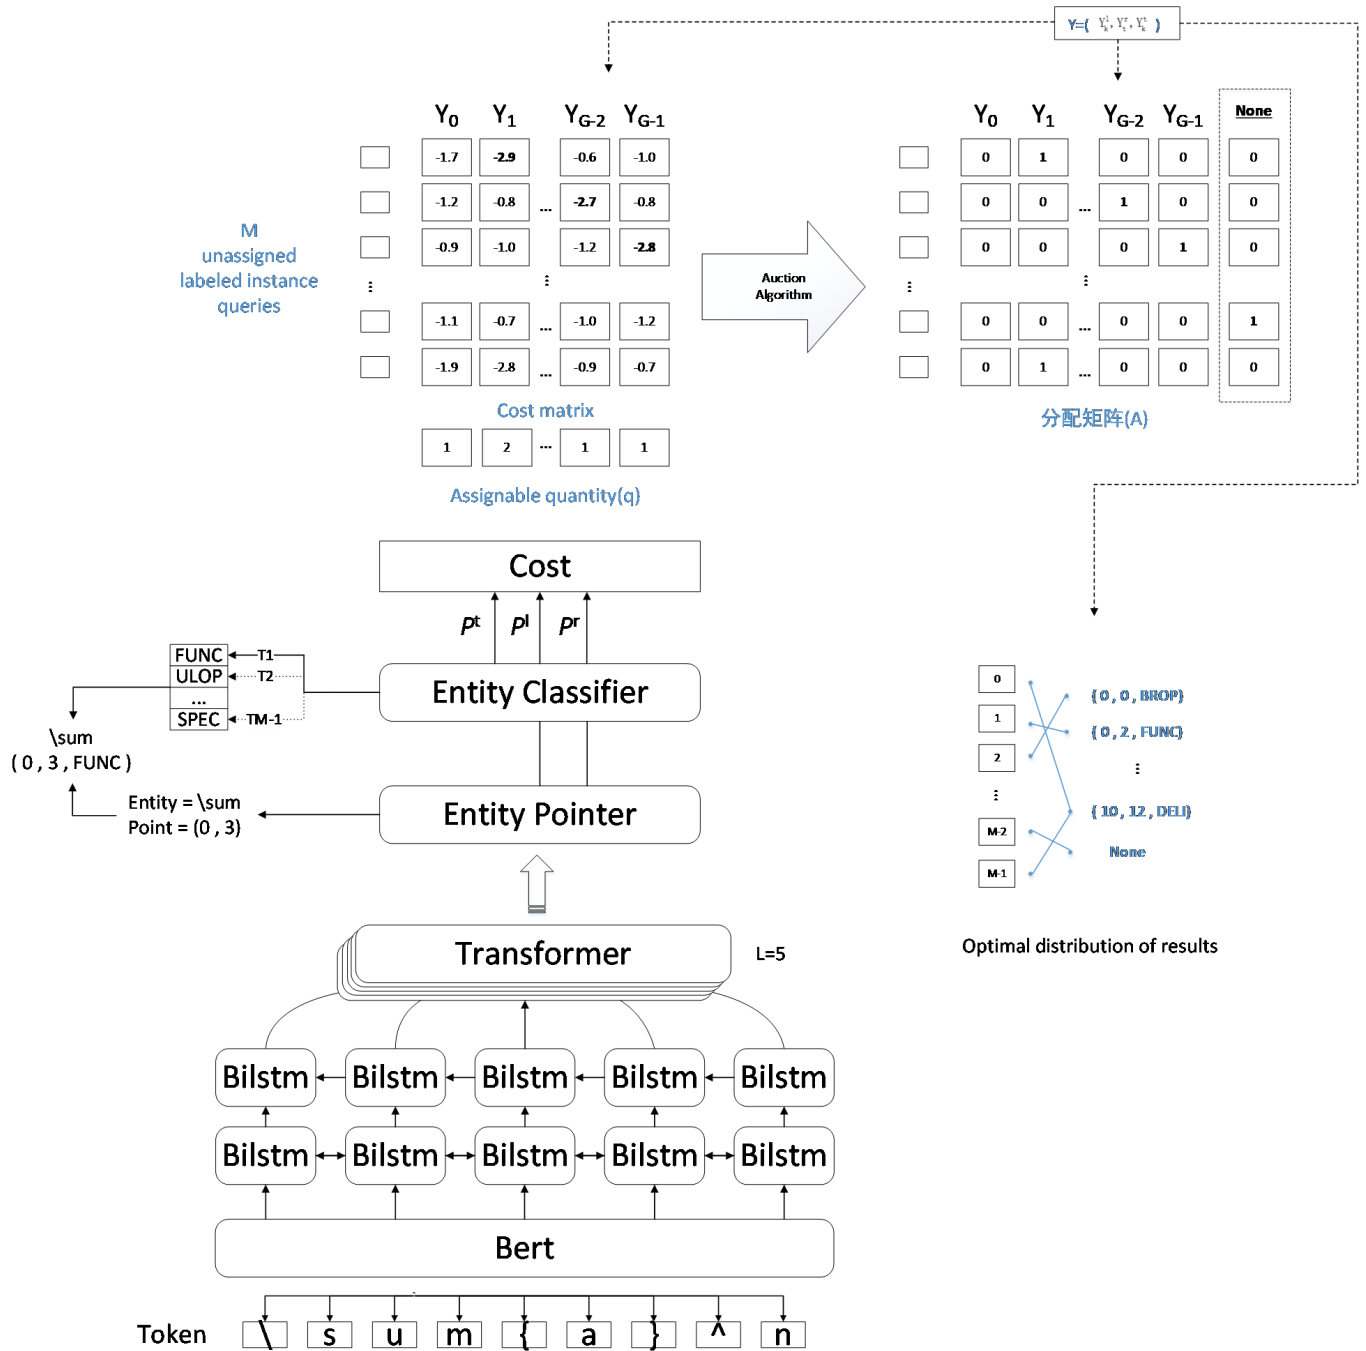 Y=( Y_k^l, Y_t^r, Y_k^t )
Y0 Y1 YG-2 YG-1
-1.7 -2.9 -0.6 -1.0
-1.2 -0.8 ... -2.7 -0.8
-0.9 -1.0 -1.2 -2.8
...
-1.1 -0.7 ... -1.0 -1.2
-1.9 -2.8 ... -0.9 -0.7
M
unassigned
labeled instance
queries
Cost matrix
1 2 ... 1 1
Assignable quantity(q)
Auction
Algorithm
Y0 Y1 YG-2 YG-1 None
0 1 0 0 0
0 0 ... 1 0 0
0 0 0 1 0
...
0 0 ... 0 0 1
0 1 ... 0 0 0
分配矩阵(A)
Cost
Pt Pl Pr
Entity Classifier
FUNC T1
ULOP T2
...
SPEC TM-1
\sum
( 0 , 3 , FUNC )
Entity = \sum
Point = (0 , 3)
Entity Pointer
Transformer
L=5
Bilstm Bilstm Bilstm Bilstm Bilstm
Bilstm Bilstm Bilstm Bilstm Bilstm
Bert
Token \ s u m { a } ^ n
0
1
2
...
M-2
M-1
{ 0 , 0 , BROP}
{ 0 , 2 , FUNC}
...
{ 10 , 12 , DELI}
None
Optimal distribution of results